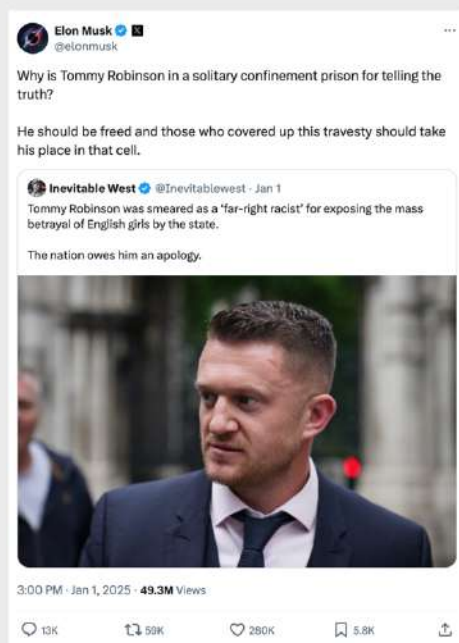 Elon Musk
@elonmusk
Why is Tommy Robinson in a solitary confinement prison for telling the
truth?
He should be freed and those who covered up this travesty should take
his place in that cell.
Inevitable West @Inevitablewest · Jan 1
Tommy Robinson was smeared as a 'far-right racist' for exposing the mass
betrayal of English girls by the state.
The nation owes him an apology.
3:00 PM · Jan 1, 2025 · 49.3M Views
13K 59K 280K 5.8K